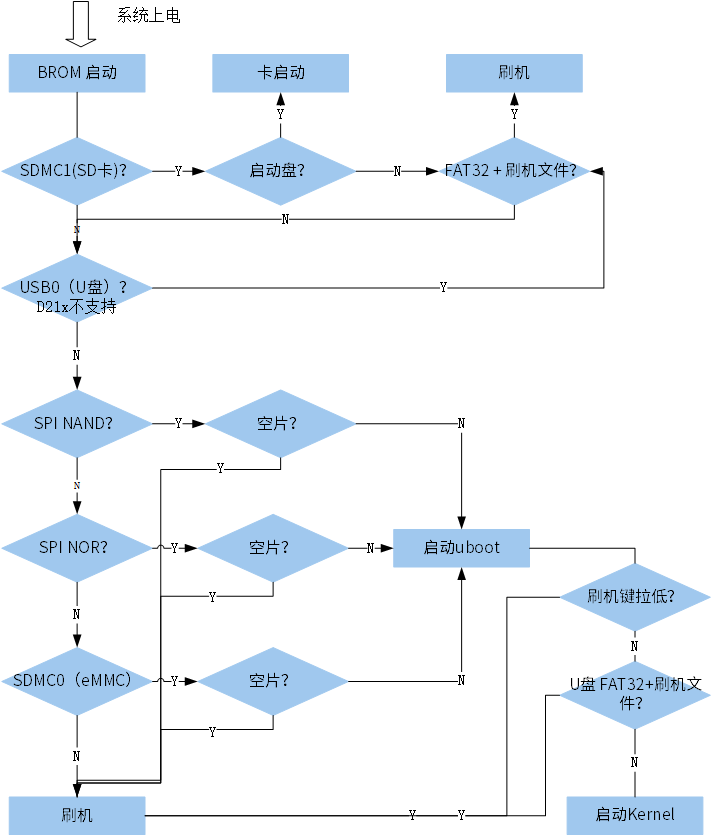 系统上电
BROM 启动
卡启动
刷机
Y
Y
SDMC1(SD卡)？
Y
启动盘？
N
FAT32 + 刷机文件？
N
N
USB0（U盘）？
D21x不支持
Y
N
SPI NAND？
Y
空片？
N
Y
N
SPI NOR？
Y
空片？
N
启动uboot
Y
刷机键拉低？
N
N
SDMC0（eMMC）
Y
空片？
N
U盘 FAT32+刷机文
件？
Y
N
N
刷机
Y
Y
启动Kernel